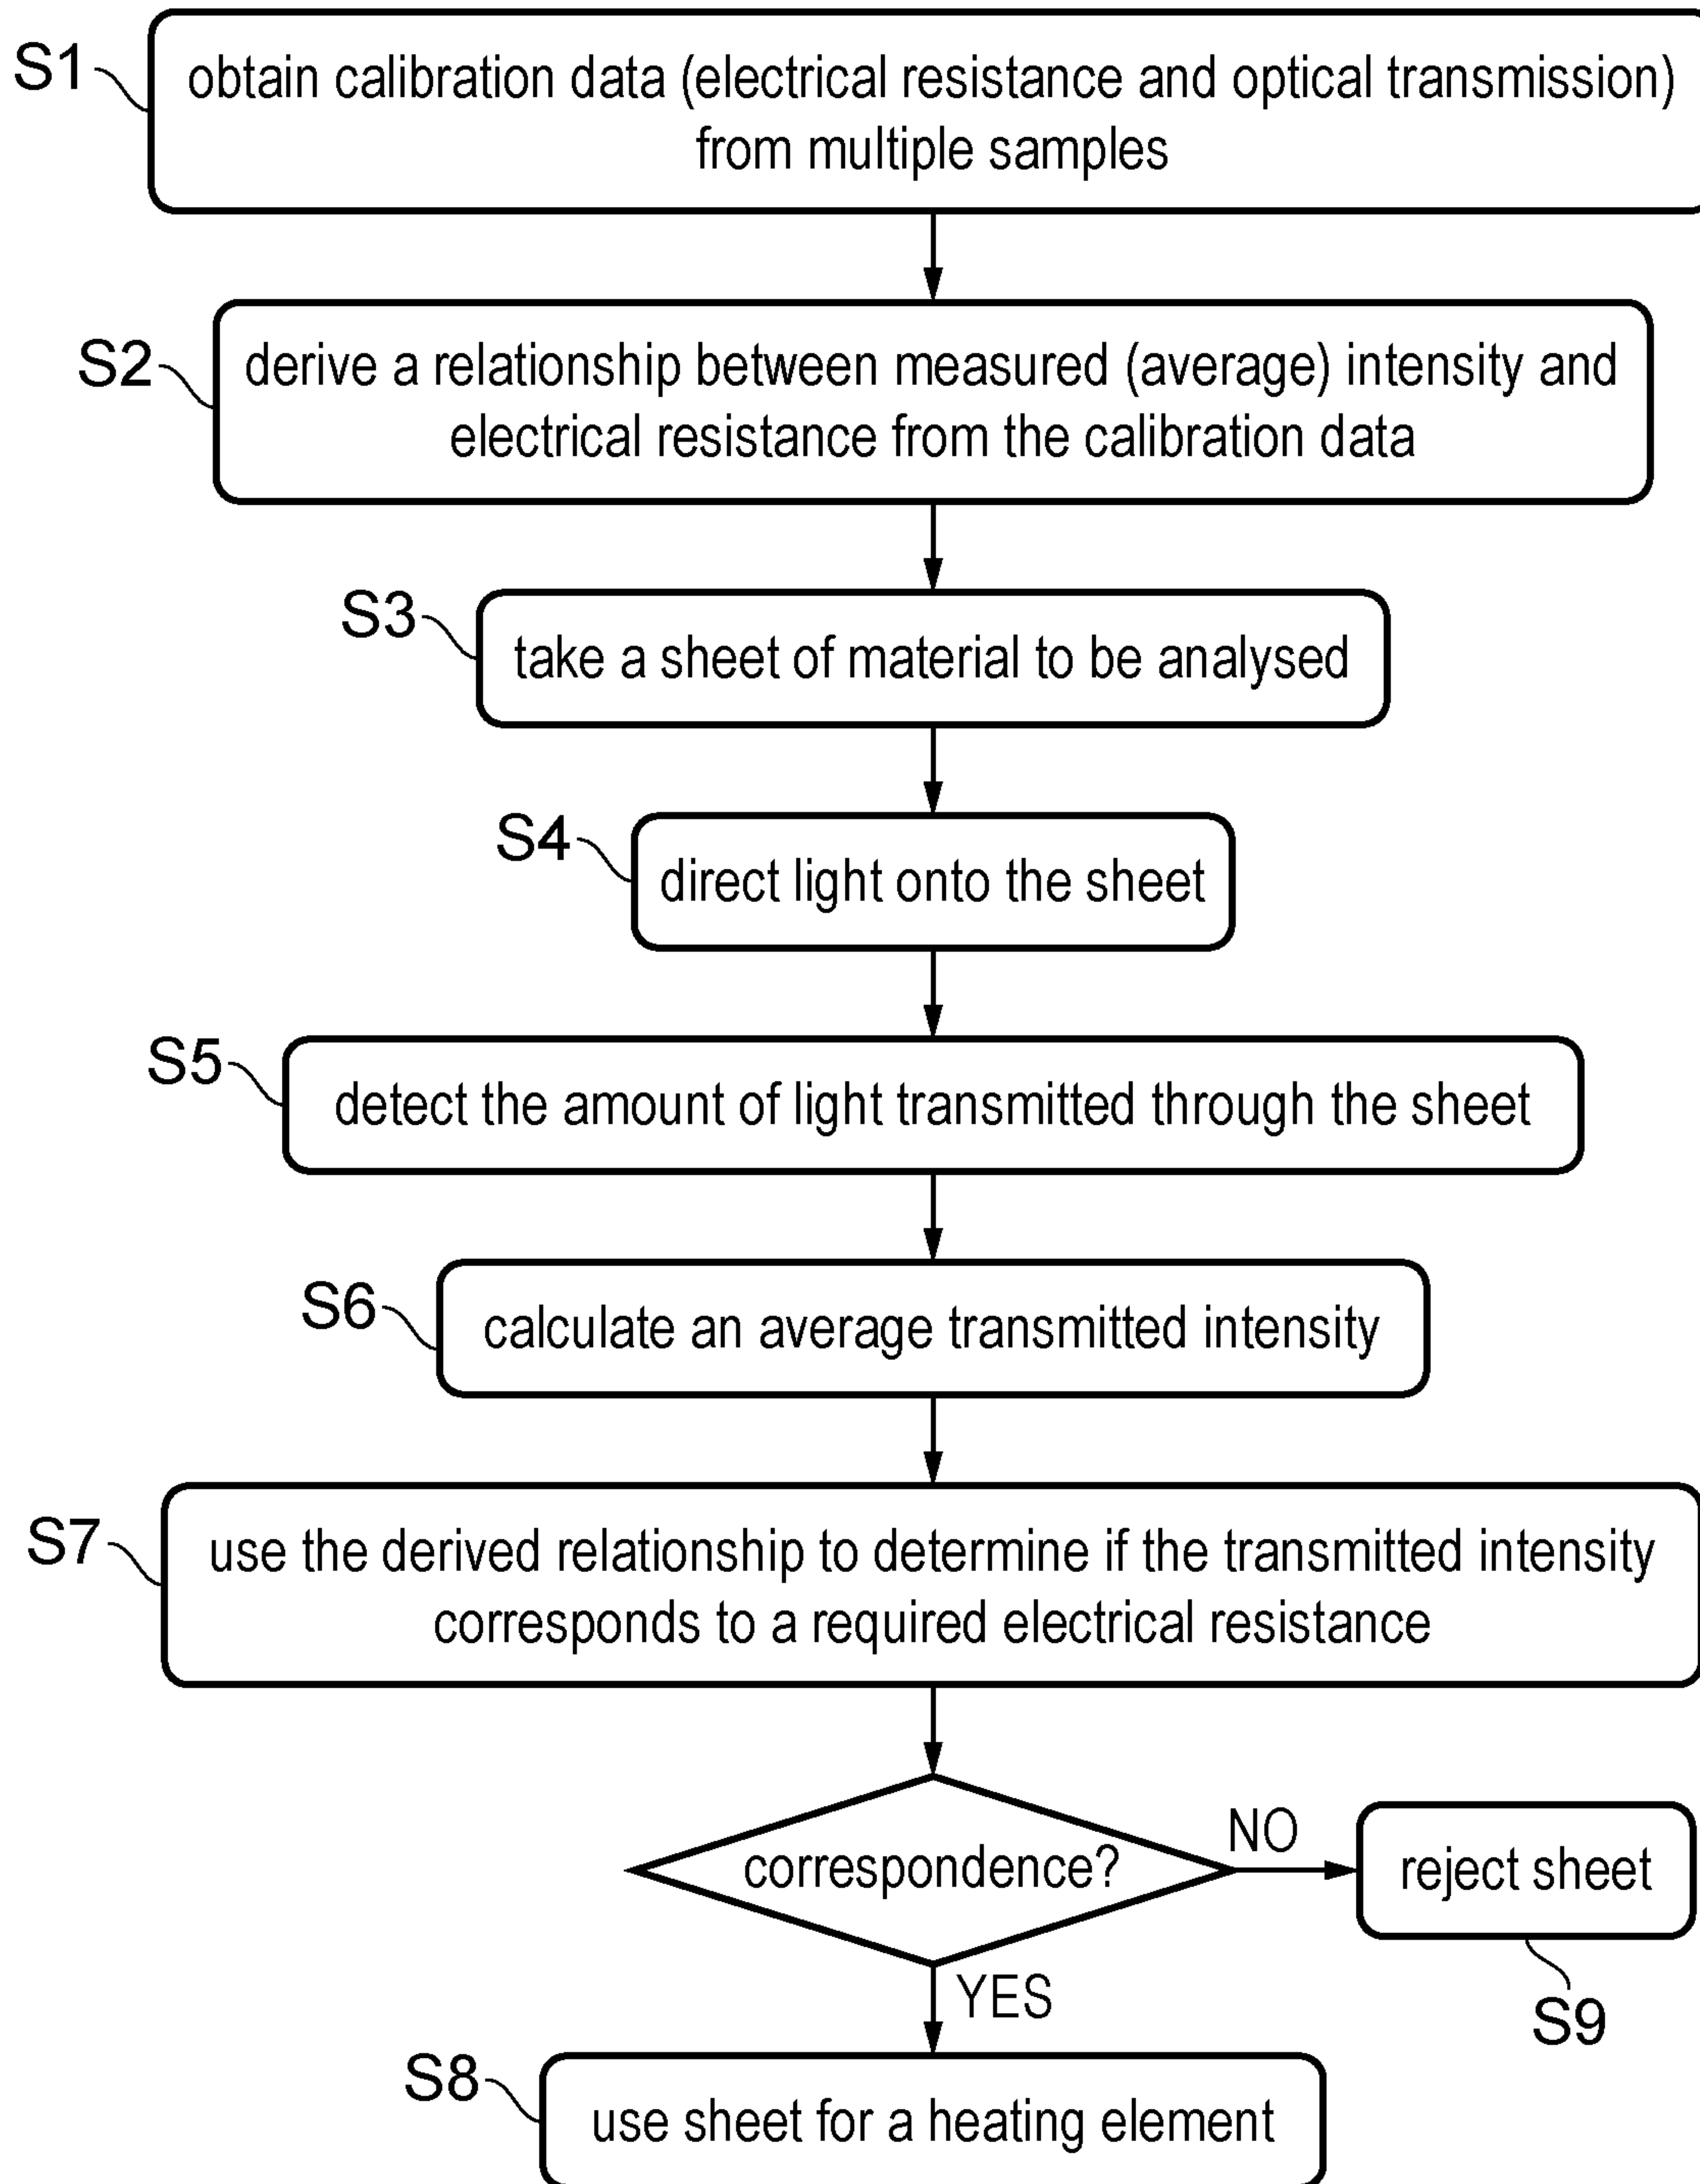 S1
obtain calibration data (electrical resistance and optical transmission)
from multiple samples
S2
derive a relationship between measured (average) intensity and
electrical resistance from the calibration data
S3
take a sheet of material to be analysed
S4
direct light onto the sheet
S5
detect the amount of light transmitted through the sheet
S6
calculate an average transmitted intensity
S7
use the derived relationship to determine if the transmitted intensity
corresponds to a required electrical resistance
correspondence?
NO
reject sheet
S9
YES
S8
use sheet for a heating element